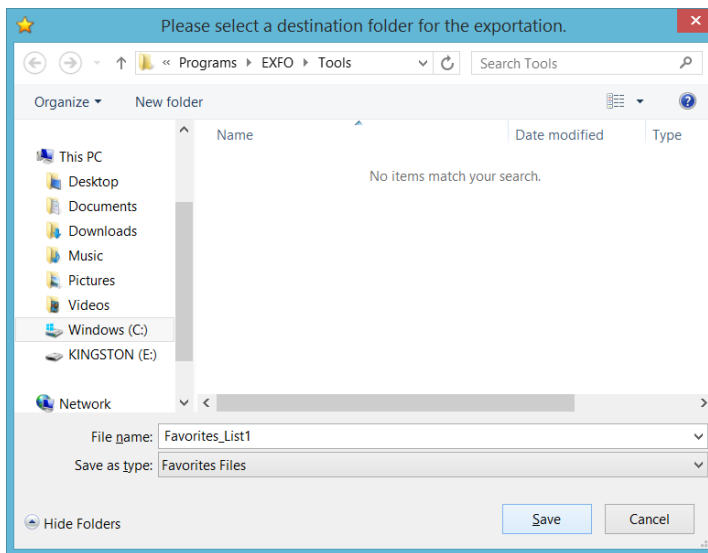 Please select a destination folder for the exportation.
« Programs EXFO Tools Search Tools
Organize New folder
Name Date modified Type
No items match your search.
This PC
Desktop
Documents
Downloads
Music
Pictures
Videos
Windows (C:)
KINGSTON (E:)
Network
File name: Favorites_List1
Save as type: Favorites Files
Hide Folders Save Cancel